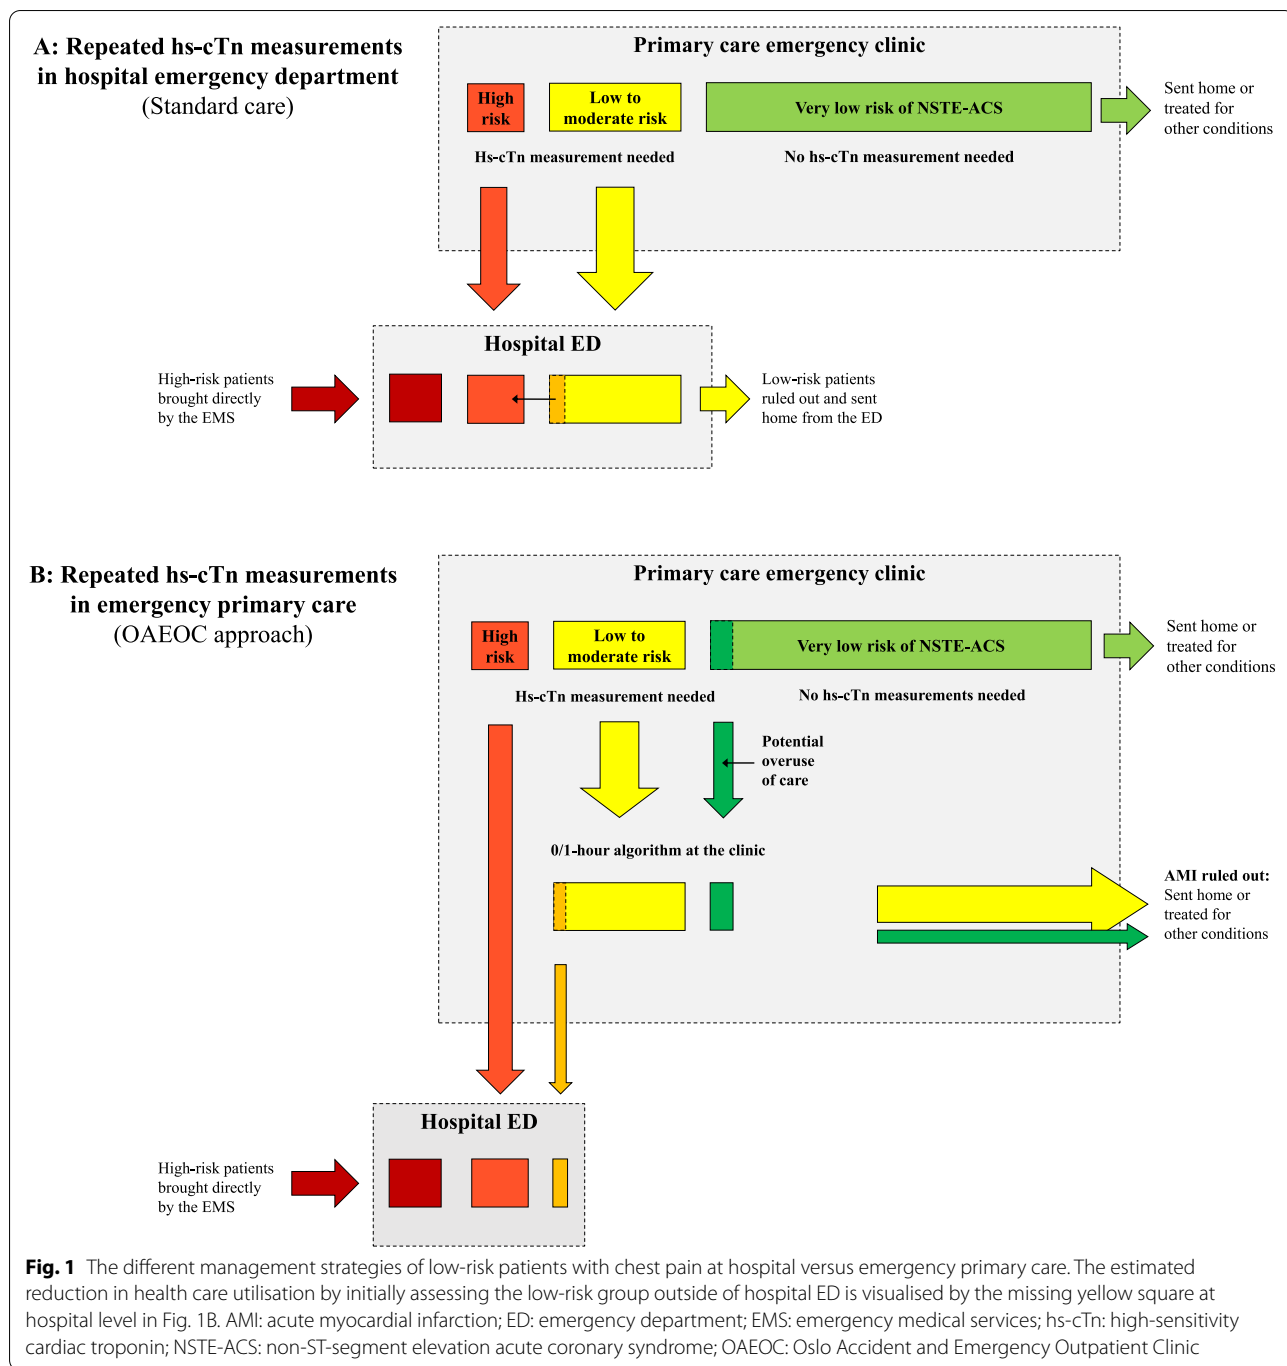 A: Repeated hs-cTn measurements
in hospital emergency department
(Standard care)
Primary care emergency clinic
High
risk
Low to
moderate risk
Very low risk of NSTE-ACS
Sent home or
treated for
other conditions
Hs-cTn measurement needed
No hs-cTn measurement needed
Hospital ED
High-risk patients
brought directly
by the EMS
Low-risk patients
ruled out and sent
home from the ED
B: Repeated hs-cTn measurements
in emergency primary care
(OAEOC approach)
Primary care emergency clinic
High
risk
Low to
moderate risk
Very low risk of NSTE-ACS
Sent home or
treated for
other conditions
Hs-cTn measurement needed
No hs-cTn measurements needed
Potential
overuse
of care
0/1-hour algorithm at the clinic
AMI ruled out:
Sent home or
treated for
other conditions
Hospital ED
High-risk patients
brought directly
by the EMS
Fig. 1 The different management strategies of low-risk patients with chest pain at hospital versus emergency primary care. The estimated
reduction in health care utilisation by initially assessing the low-risk group outside of hospital ED is visualised by the missing yellow square at
hospital level in Fig. 1B. AMI: acute myocardial infarction; ED: emergency department; EMS: emergency medical services; hs-cTn: high-sensitivity
cardiac troponin; NSTE-ACS: non-ST-segment elevation acute coronary syndrome; OAEOC: Oslo Accident and Emergency Outpatient Clinic